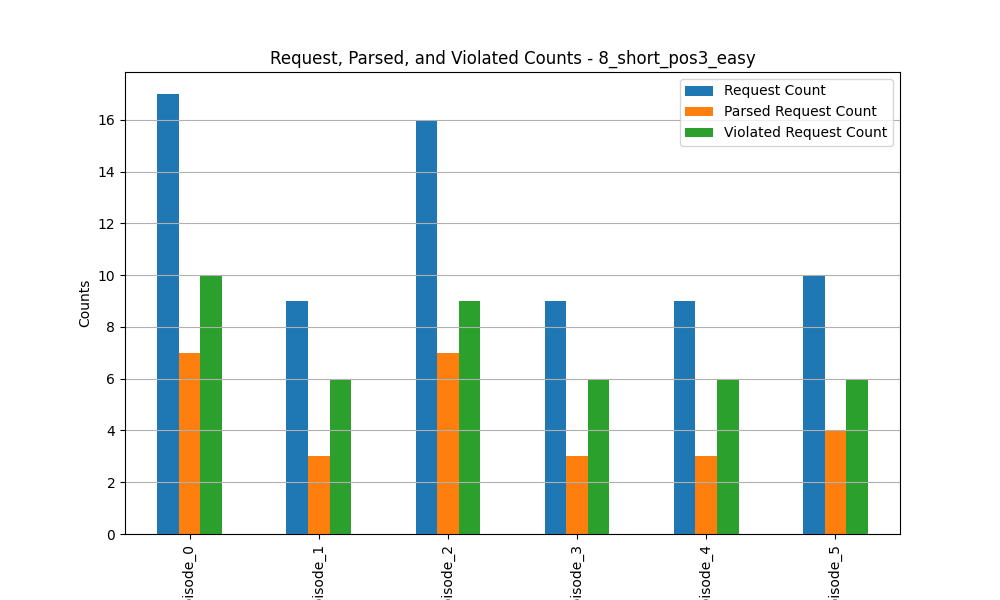 Request, Parsed, and Violated Counts - 8_short_pos3_easy
Request Count
Parsed Request Count
Violated Request Count
Counts
16
14
12
10
8
6
4
2
0
isode_0
isode_1
isode_2
isode_3
isode_4
isode_5